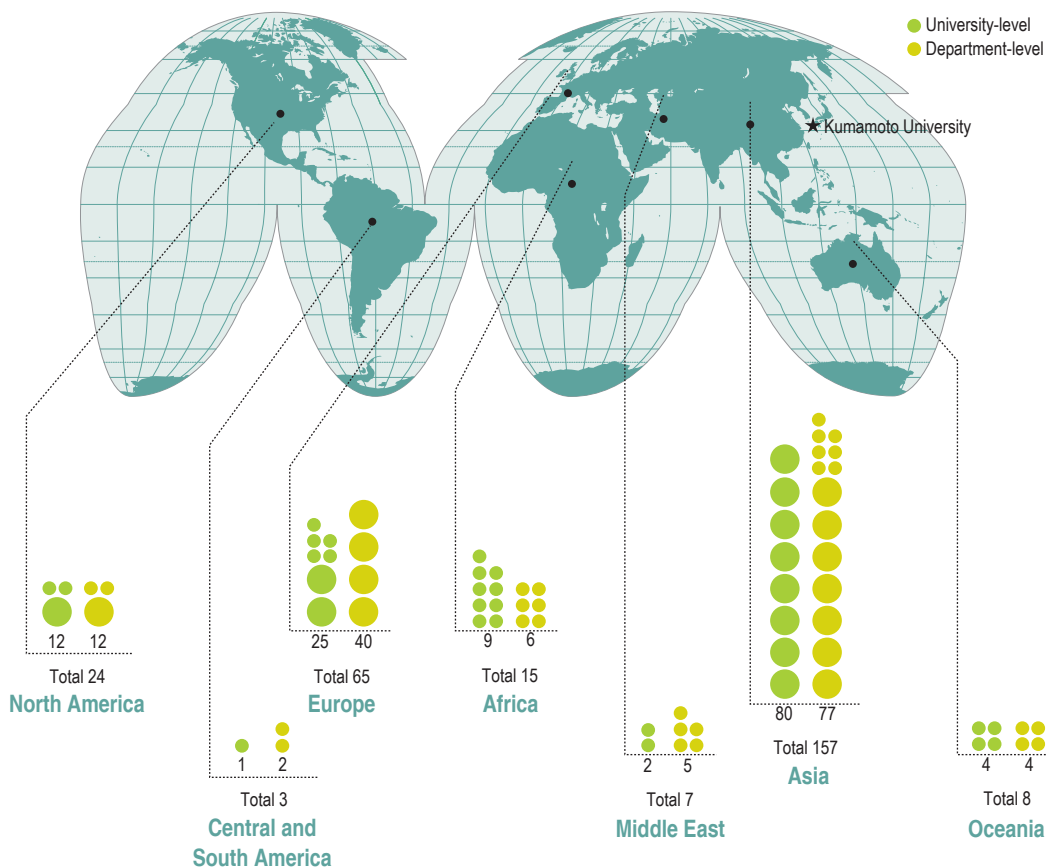 University-level
Department-level
Kumamoto University
12 12
Total 24
North America
1 2
Total 3
Central and
South America
25 40
Total 65
Europe
9 6
Total 15
Africa
2 5
Total 7
Middle East
80 77
Total 157
Asia
4 4
Total 8
Oceania